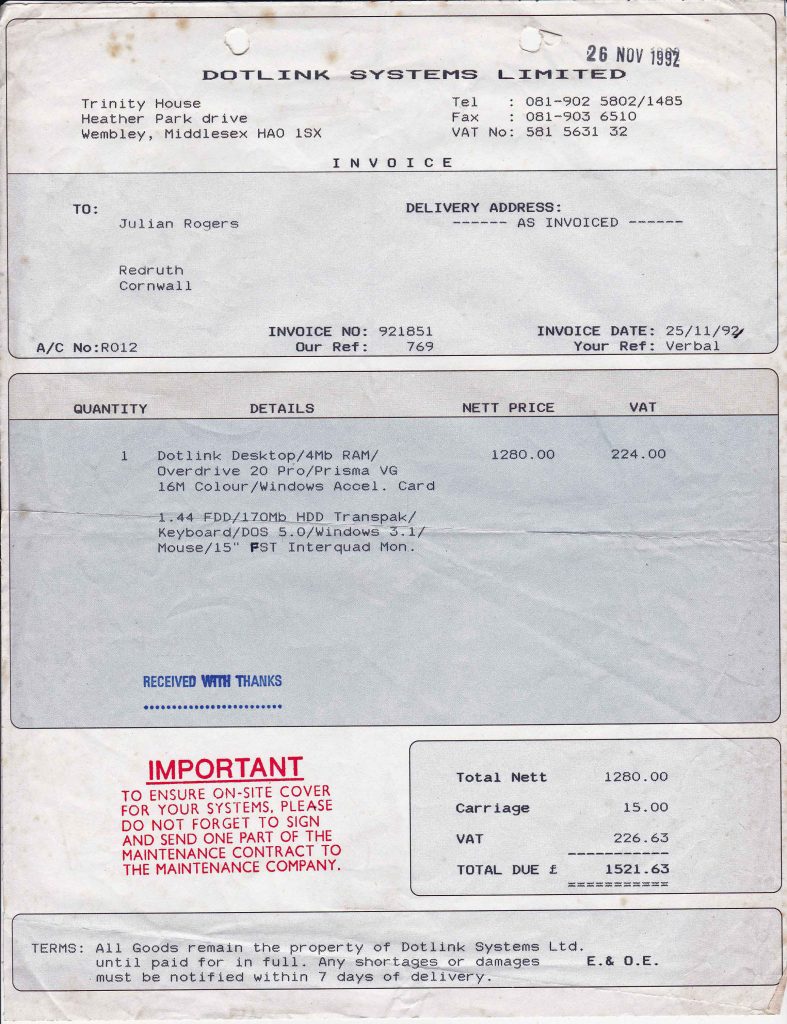 26 NOV 1992
DOTLINK SYSTEMS LIMITED
Trinity House
Heather Park drive
Wembley, Middlesex HAO 1SX
Tel : 081-902 5802/1485
Fax : 081-903 6510
VAT No: 581 5631 32
INVOICE
TO:
Julian Rogers
Redruth
Cornwall
DELIVERY ADDRESS:
------ AS INVOICED ------
INVOICE NO: 921851 INVOICE DATE: 25/11/92
A/C No:RO12 Our Ref: 769 Your Ref: Verbal
QUANTITY DETAILS NETT PRICE VAT
1 Dotlink Desktop/4Mb RAM/ 1280.00 224.00
Overdrive 20 Pro/Prisma VG
16M Colour/Windows Accel. Card
1.44 FDD/170Mb HDD Transpak/
Keyboard/DOS 5.0/Windows 3.1/
Mouse/15" FST Interquad Mon.
RECEIVED WITH THANKS
IMPORTANT
TO ENSURE ON-SITE COVER
FOR YOUR SYSTEMS, PLEASE
DO NOT FORGET TO SIGN
AND SEND ONE PART OF THE
MAINTENANCE CONTRACT TO
THE MAINTENANCE COMPANY.
Total Nett 1280.00
Carriage 15.00
VAT 226.63
TOTAL DUE £ 1521.63
TERMS: All Goods remain the property of Dotlink Systems Ltd.
until paid for in full. Any shortages or damages E.& O.E.
must be notified within 7 days of delivery.